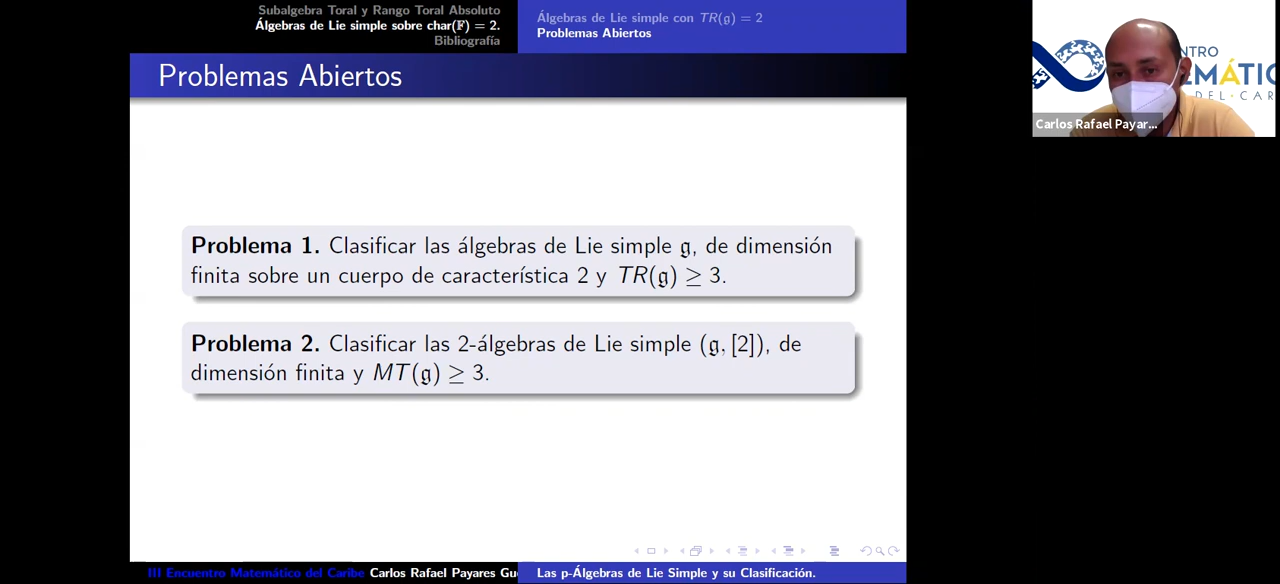 Subalgebra Toral y Rango Toral Absoluto
Álgebras de Lie simple sobre char(𝔽) = 2.
Bibliografía
Álgebras de Lie simple con TR(𝔤) = 2
Problemas Abiertos
Problemas Abiertos
Problema 1. Clasificar las álgebras de Lie simple 𝔤, de dimensión
finita sobre un cuerpo de característica 2 y TR(𝔤) ≥ 3.
Problema 2. Clasificar las 2-álgebras de Lie simple (𝔤, [2]), de
dimensión finita y MT(𝔤) ≥ 3.
III Encuentro Matemático del Caribe Carlos Rafael Payares Gu
Las p-Álgebras de Lie Simple y su Clasificación.
NTRO
EMÁTIC
DEL·CAR
Carlos Rafael Payar...